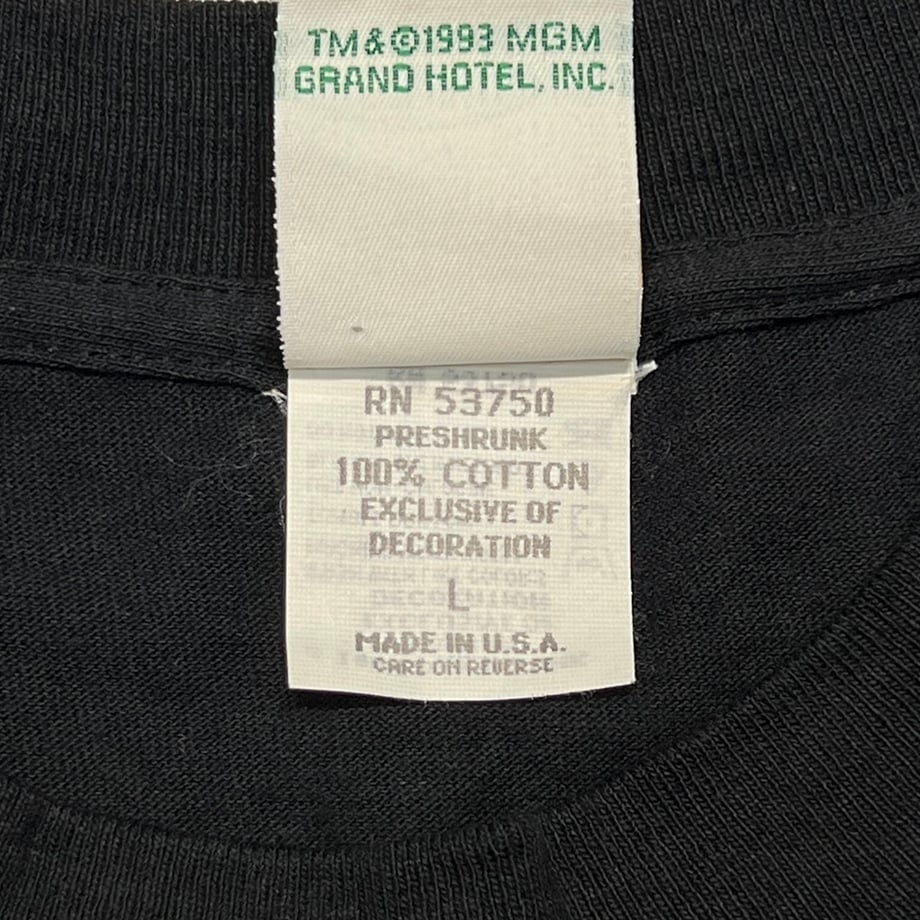 TM&©1993 MGM
GRAND HOTEL, INC.
RN 53750
PRESHRUNK
100% COTTON
EXCLUSIVE OF
DECORATION
L
MADE IN U.S.A.
CARE ON REVERSE